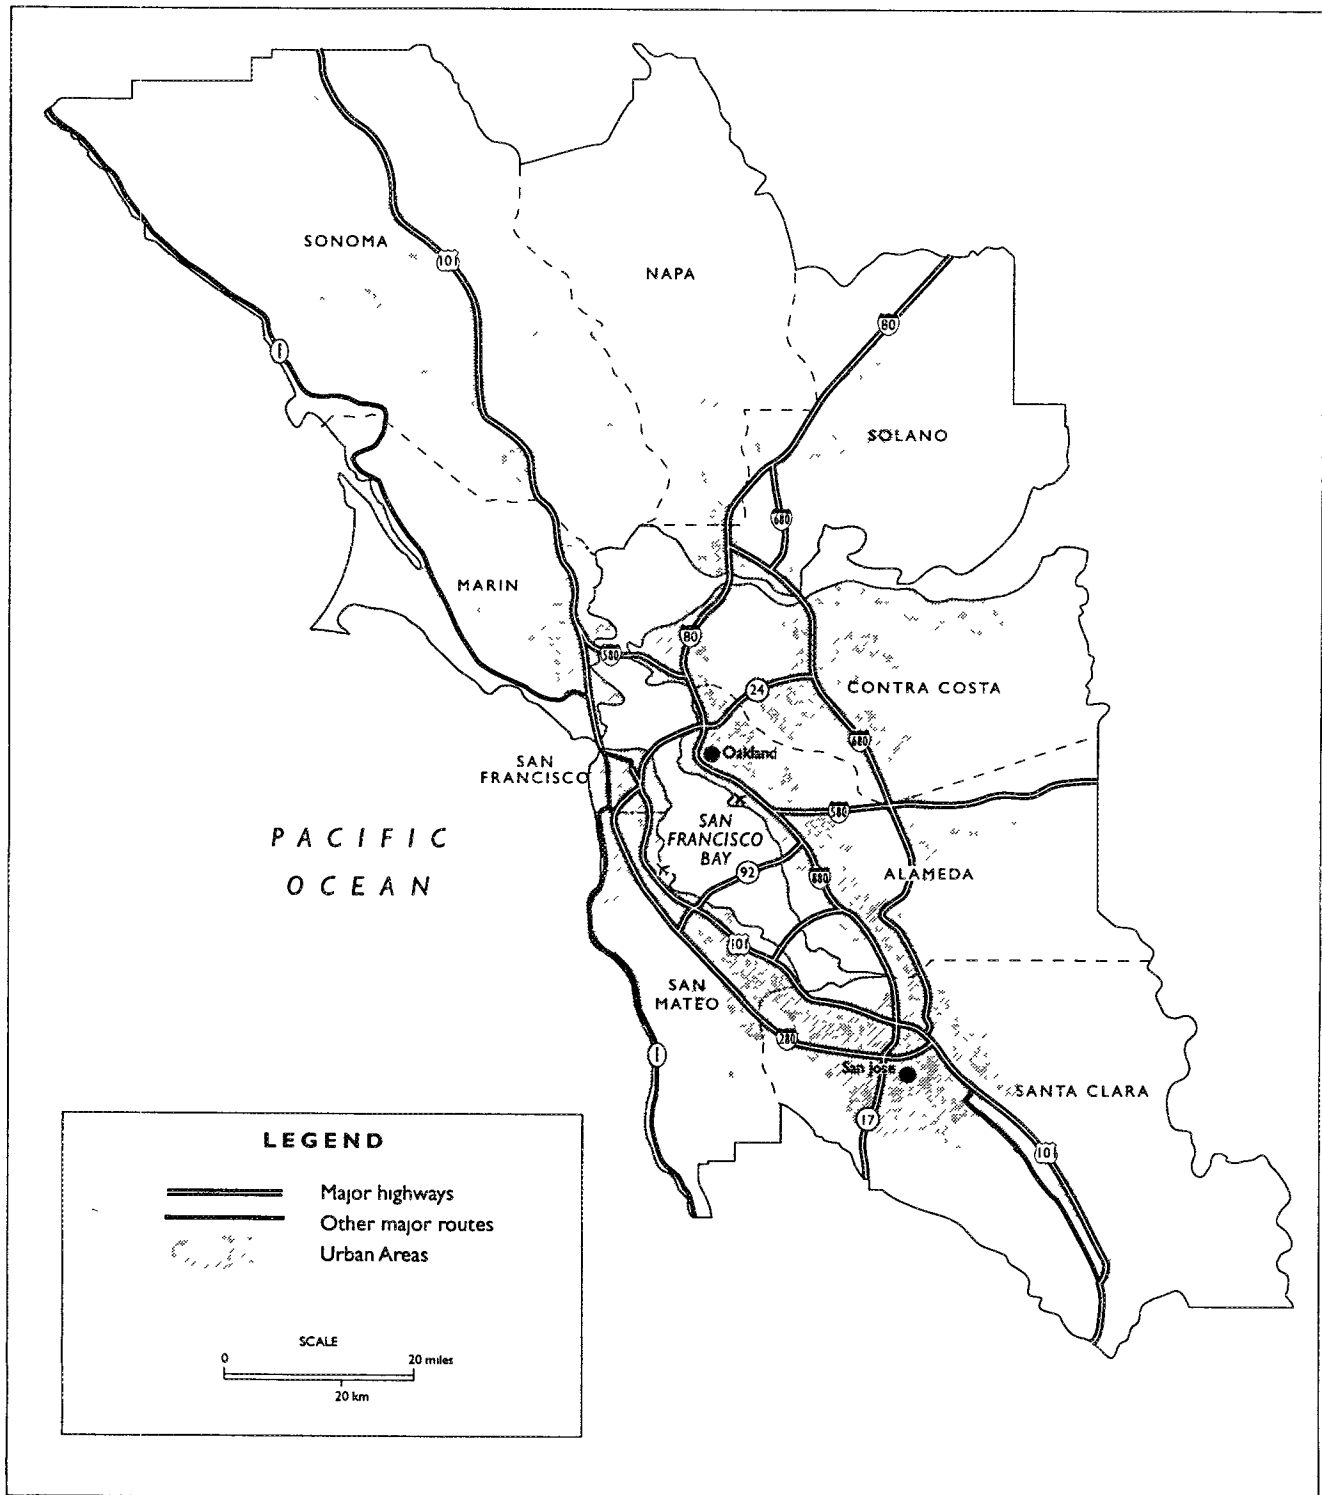 SONOMA
101
NAPA
80
1
SOLANO
680
MARIN
80
580
24
CONTRA COSTA
680
Oakland
SAN
FRANCISCO
580
SAN
FRANCISCO
BAY
PACIFIC
OCEAN
92
880
ALAMEDA
101
SAN
MATEO
280
1
San Jose
SANTA CLARA
17
101
LEGEND
Major highways
Other major routes
Urban Areas
SCALE
0 20 miles
20 km